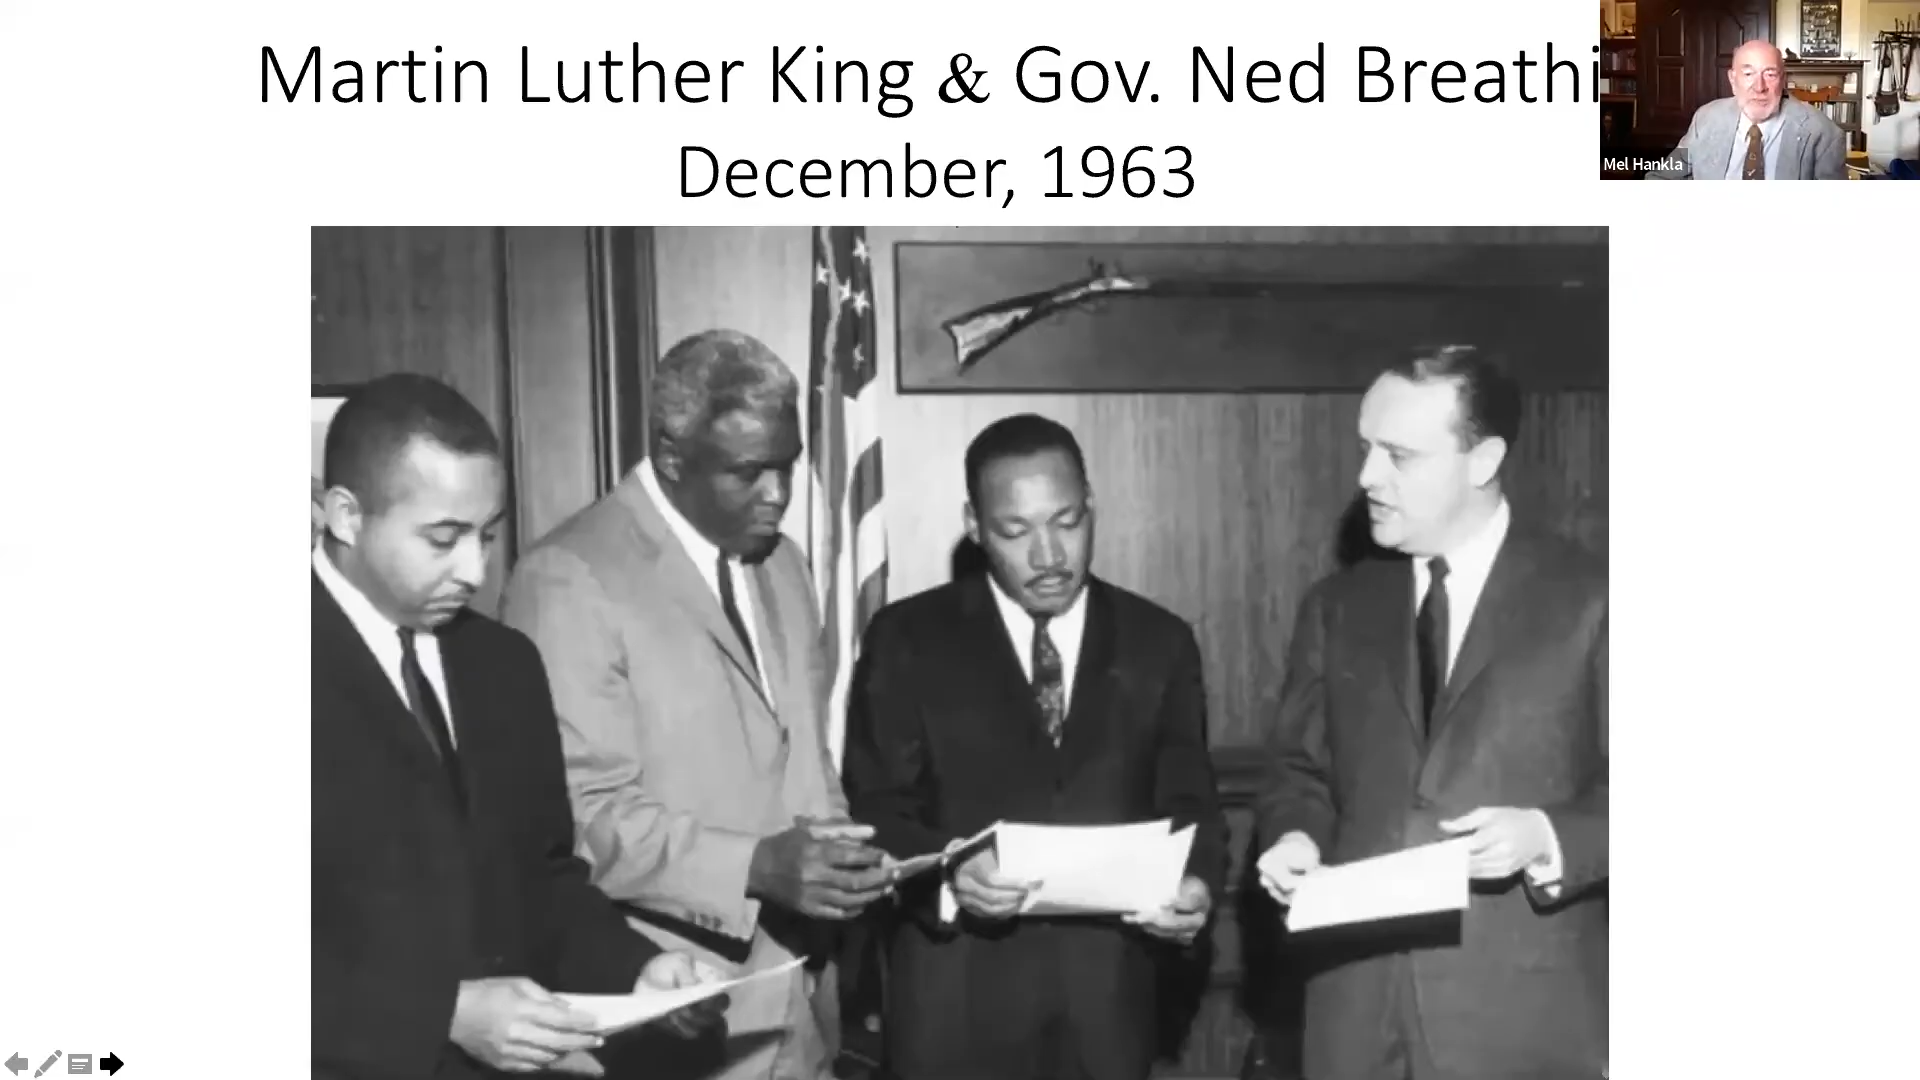 Martin Luther King & Gov. Ned Breathi
December, 1963
Mel Hankla